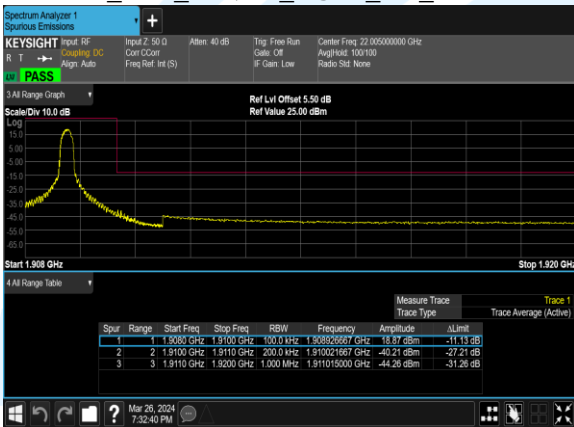 Spectrum Analyzer 1
Spurious Emissions
+
KEYSIGHT Input: RF Input Z: 50 Ω Atten: 40 dB Trig: Free Run Center Freq: 22.005000000 GHz
R T Coupling: DC Corr CCorr Gate: Off Avg|Hold: 100/100
Align: Auto Freq Ref: Int (S) IF Gain: Low Radio Std: None
PASS
3 All Range Graph
Ref Lvl Offset 5.50 dB
Scale/Div 10.0 dB Ref Value 25.00 dBm
Log
15.0
5.00
-5.00
-15.0
-25.0
-35.0
-45.0
-55.0
-65.0
Start 1.908 GHz Stop 1.920 GHz
4 All Range Table
Measure Trace Trace 1
Trace Type Trace Average (Active)
Spur Range Start Freq Stop Freq RBW Frequency Amplitude ΔLimit
1 1 1.9080 GHz 1.9100 GHz 100.0 kHz 1.908926667 GHz 18.87 dBm -11.13 dB
2 2 1.9100 GHz 1.9110 GHz 200.0 kHz 1.910021667 GHz -40.21 dBm -27.21 dB
3 3 1.9110 GHz 1.9200 GHz 1.000 MHz 1.911015000 GHz -44.26 dBm -31.26 dB
?
Mar 26, 2024
7:32:40 PM